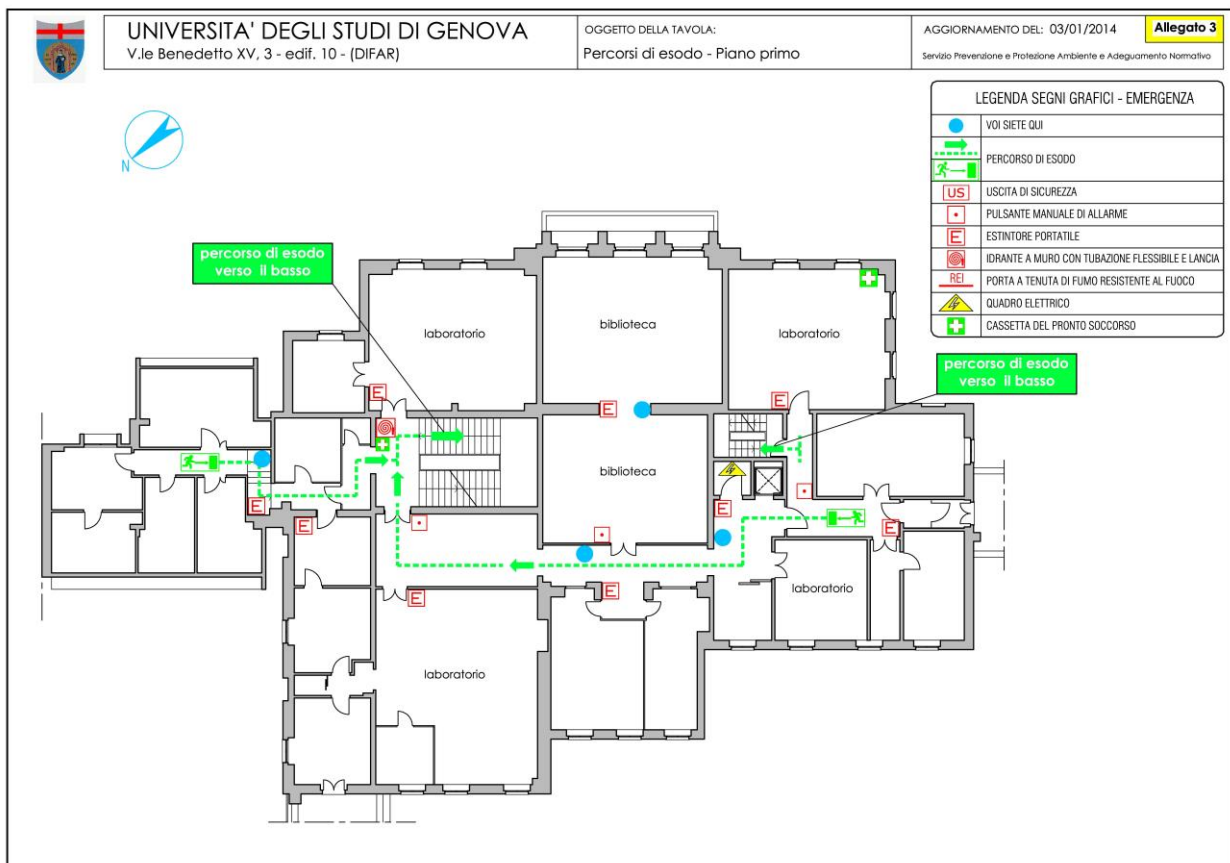 UNIVERSITA' DEGLI STUDI DI GENOVA
V.le Benedetto XV, 3 - edif. 10 - (DIFAR)
OGGETTO DELLA TAVOLA:
Percorsi di esodo - Piano primo
AGGIORNAMENTO DEL: 03/01/2014
Allegato 3
Servizio Prevenzione e Protezione Ambiente e Adeguamento Normativo
LEGENDA SEGNI GRAFICI - EMERGENZA
VOI SIETE QUI
PERCORSO DI ESODO
US USCITA DI SICUREZZA
PULSANTE MANUALE DI ALLARME
E ESTINTORE PORTATILE
IDRANTE A MURO CON TUBAZIONE FLESSIBILE E LANCIA
REI PORTA A TENUTA DI FUMO RESISTENTE AL FUOCO
QUADRO ELETTRICO
CASSETTA DEL PRONTO SOCCORSO
N
percorso di esodo
verso il basso
laboratorio
biblioteca
laboratorio
percorso di esodo
verso il basso
E
E
E
biblioteca
E
E
E
E
E
E
laboratorio
E
laboratorio